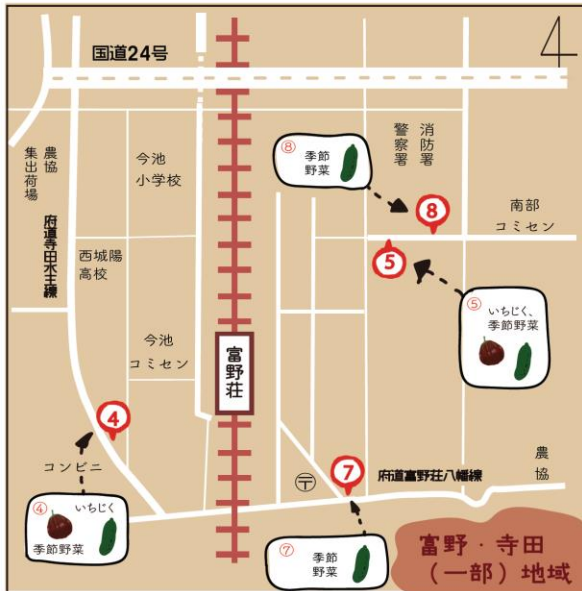 国道24号
農協
集出荷場
今池
小学校
府道寺田水主線
西城陽
高校
今池
コミセン
富野荘
⑧
季節
野菜
消防署
警察署
8
南部
コミセン
5
⑤
いちじく、
季節野菜
4
コンビニ
④
いちじく
季節野菜
〒
7
府道富野荘八幡線
農協
⑦
季節
野菜
富野・寺田
（一部）地域